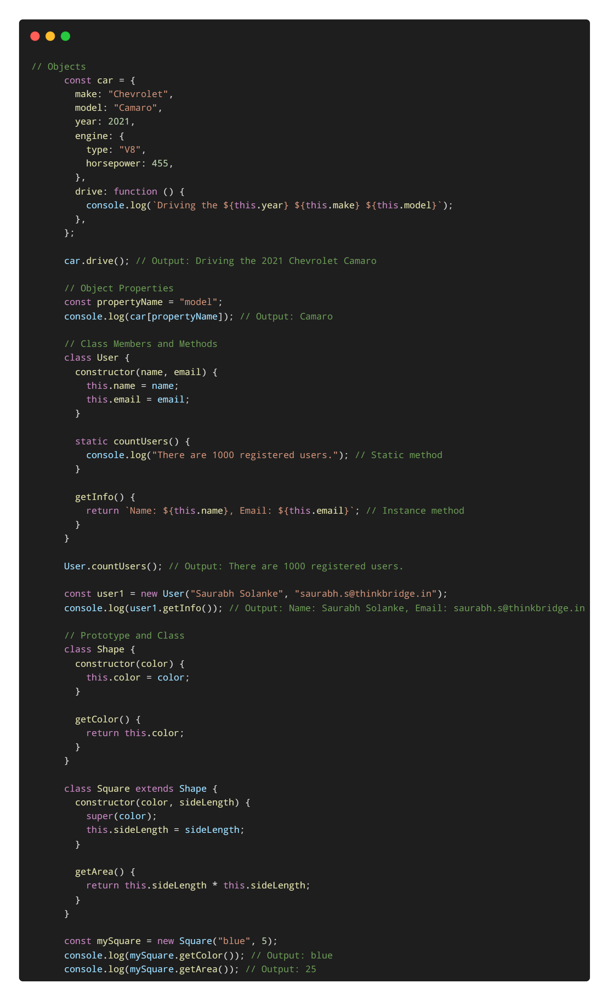 // Objects
      const car = {
        make: "Chevrolet",
        model: "Camaro",
        year: 2021,
        engine: {
          type: "V8",
          horsepower: 455,
        },
        drive: function () {
          console.log(`Driving the ${this.year} ${this.make} ${this.model}`);
        },
      };

      car.drive(); // Output: Driving the 2021 Chevrolet Camaro

      // Object Properties
      const propertyName = "model";
      console.log(car[propertyName]); // Output: Camaro

      // Class Members and Methods
      class User {
        constructor(name, email) {
          this.name = name;
          this.email = email;
        }

        static countUsers() {
          console.log("There are 1000 registered users."); // Static method
        }

        getInfo() {
          return `Name: ${this.name}, Email: ${this.email}`; // Instance method
        }
      }

      User.countUsers(); // Output: There are 1000 registered users.

      const user1 = new User("Saurabh Solanke", "saurabh.s@thinkbridge.in");
      console.log(user1.getInfo()); // Output: Name: Saurabh Solanke, Email: saurabh.s@thinkbridge.in

      // Prototype and Class
      class Shape {
        constructor(color) {
          this.color = color;
        }

        getColor() {
          return this.color;
        }
      }

      class Square extends Shape {
        constructor(color, sideLength) {
          super(color);
          this.sideLength = sideLength;
        }

        getArea() {
          return this.sideLength * this.sideLength;
        }
      }

      const mySquare = new Square("blue", 5);
      console.log(mySquare.getColor()); // Output: blue
      console.log(mySquare.getArea()); // Output: 25